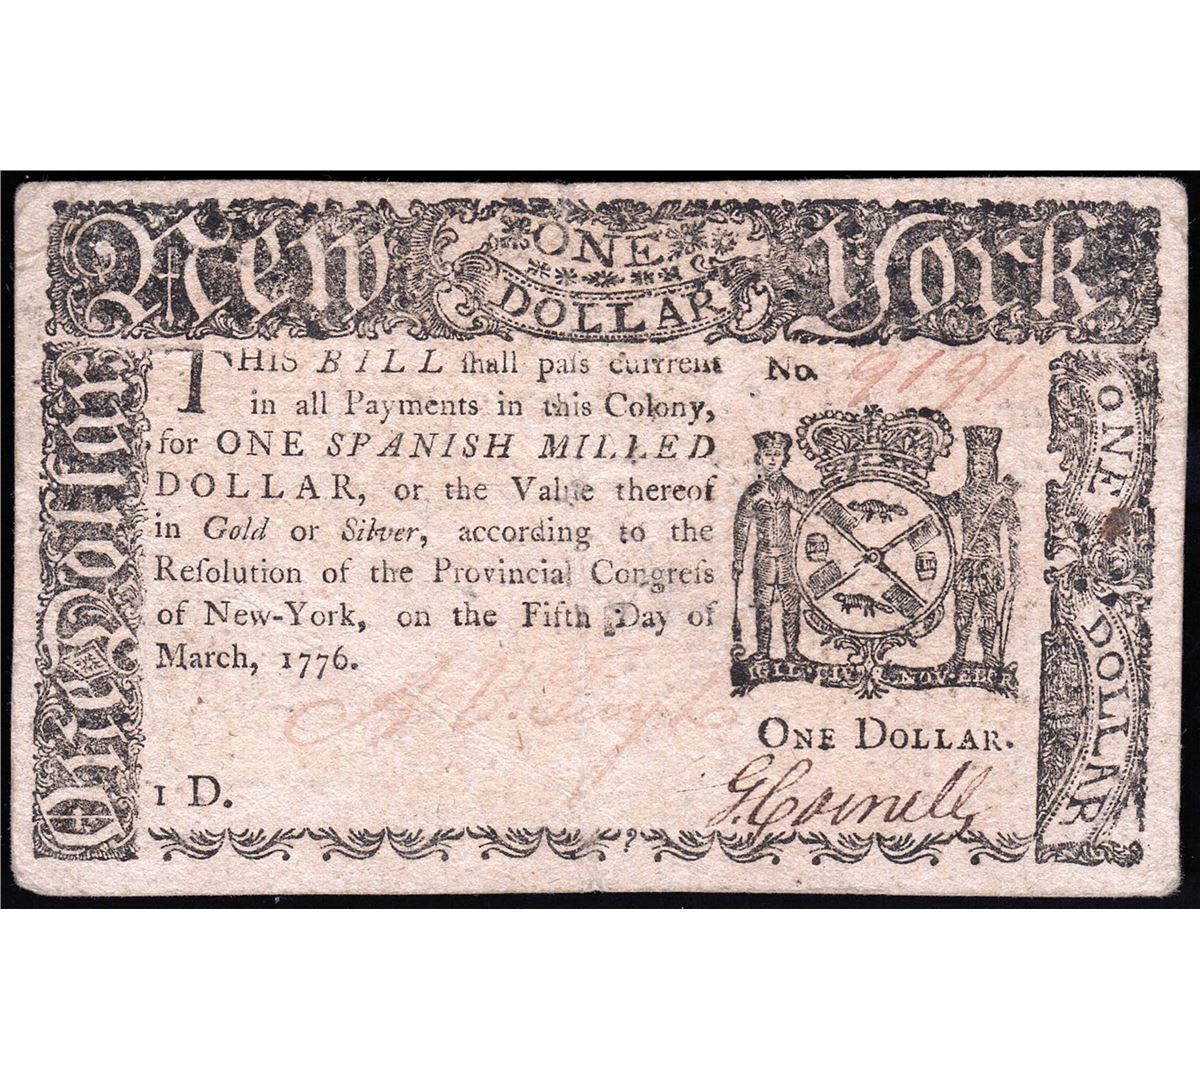 New ONE DOLLAR York
THIS BILL ſhall paſs current
in all Payments in this Colony,
for ONE SPANISH MILLED
DOLLAR, or the Value thereof
in Gold or Silver, according to the
Reſolution of the Provincial Congreſs
of New-York, on the Fifth Day of
March, 1776.
No. 9191
ONE DOLLAR.
1 D.
G. Cornell
One Dollar
ONE DOLLAR